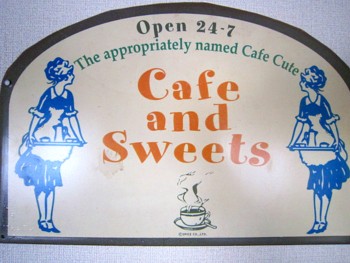 Open 24-7
The appropriately named Cafe Cute
Cafe
and
Sweets